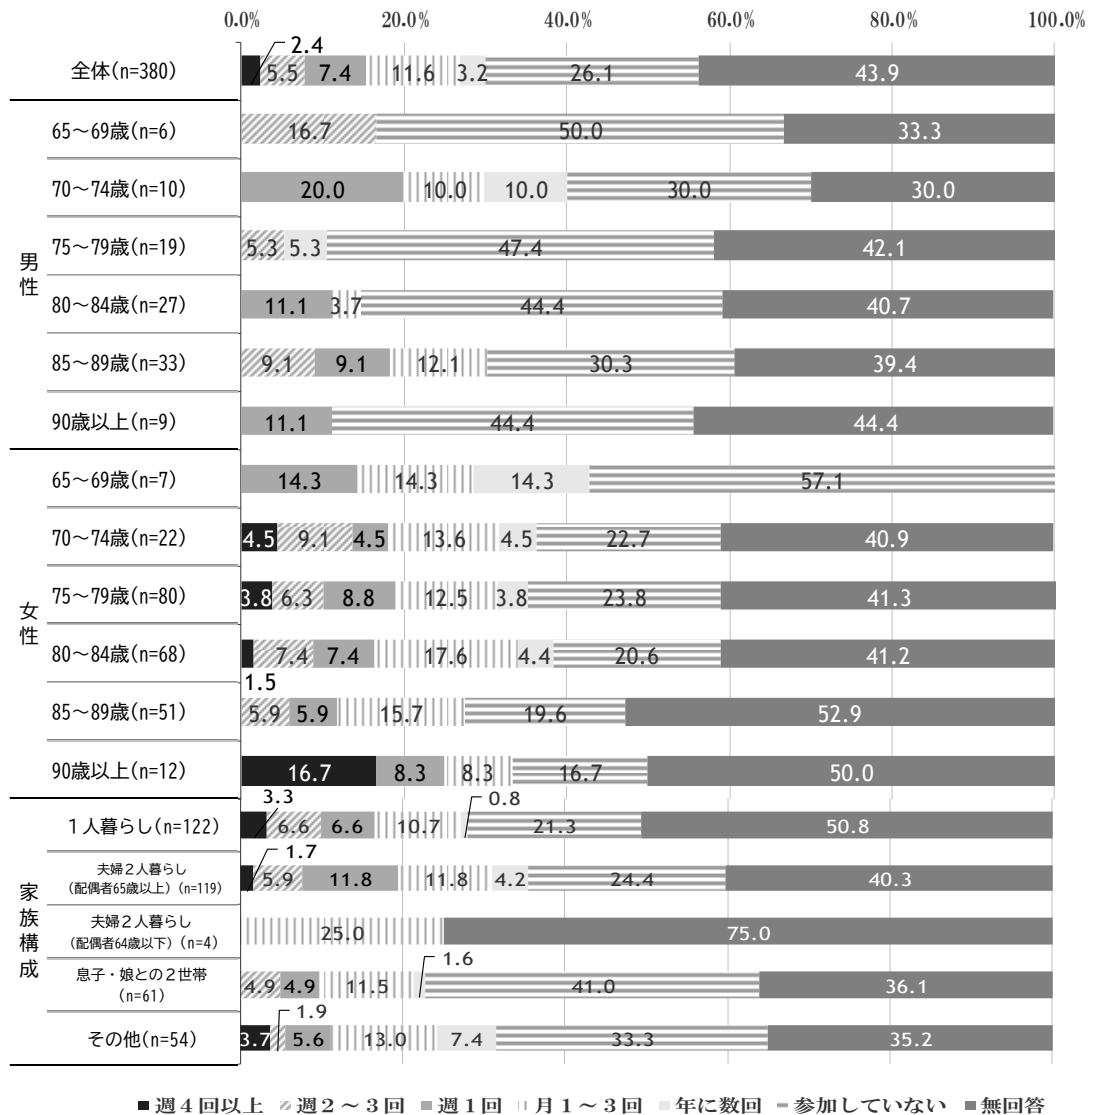 0.0% 20.0% 40.0% 60.0% 80.0% 100.0%
2.4
全体(n=380) 5.5 7.4 11.6 3.2 26.1 43.9
男性
65～69歳(n=6) 16.7 50.0 33.3
70～74歳(n=10) 20.0 10.0 10.0 30.0 30.0
75～79歳(n=19) 5.3 5.3 47.4 42.1
80～84歳(n=27) 11.1 3.7 44.4 40.7
85～89歳(n=33) 9.1 9.1 12.1 30.3 39.4
90歳以上(n=9) 11.1 44.4 44.4
女性
65～69歳(n=7) 14.3 14.3 14.3 57.1
70～74歳(n=22) 4.5 9.1 4.5 13.6 4.5 22.7 40.9
75～79歳(n=80) 3.8 6.3 8.8 12.5 3.8 23.8 41.3
80～84歳(n=68) 7.4 7.4 17.6 4.4 20.6 41.2
1.5
85～89歳(n=51) 5.9 5.9 15.7 19.6 52.9
90歳以上(n=12) 16.7 8.3 8.3 16.7 50.0
家族構成
3.3 0.8
１人暮らし(n=122) 6.6 6.6 10.7 21.3 50.8
1.7
夫婦２人暮らし
(配偶者65歳以上) (n=119) 5.9 11.8 11.8 4.2 24.4 40.3
夫婦２人暮らし
(配偶者64歳以下) (n=4) 25.0 75.0
1.6
息子・娘との２世帯
(n=61) 4.9 4.9 11.5 41.0 36.1
1.9
その他(n=54) 3.7 5.6 13.0 7.4 33.3 35.2
週４回以上 週２～３回 週１回 月１～３回 年に数回 参加していない 無回答